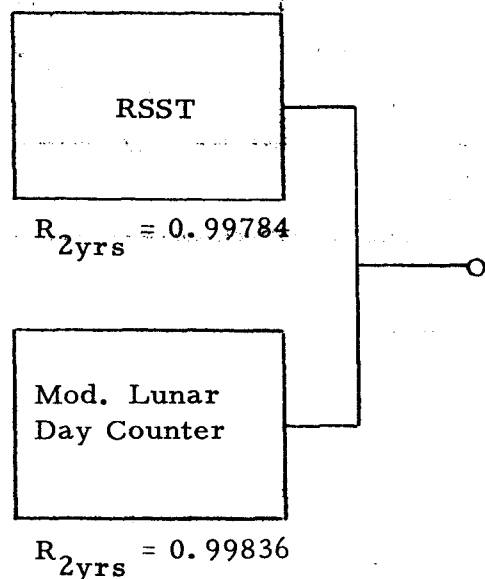 RSST
R2yrs = 0.99784
Mod. Lunar
Day Counter
R2yrs = 0.99836